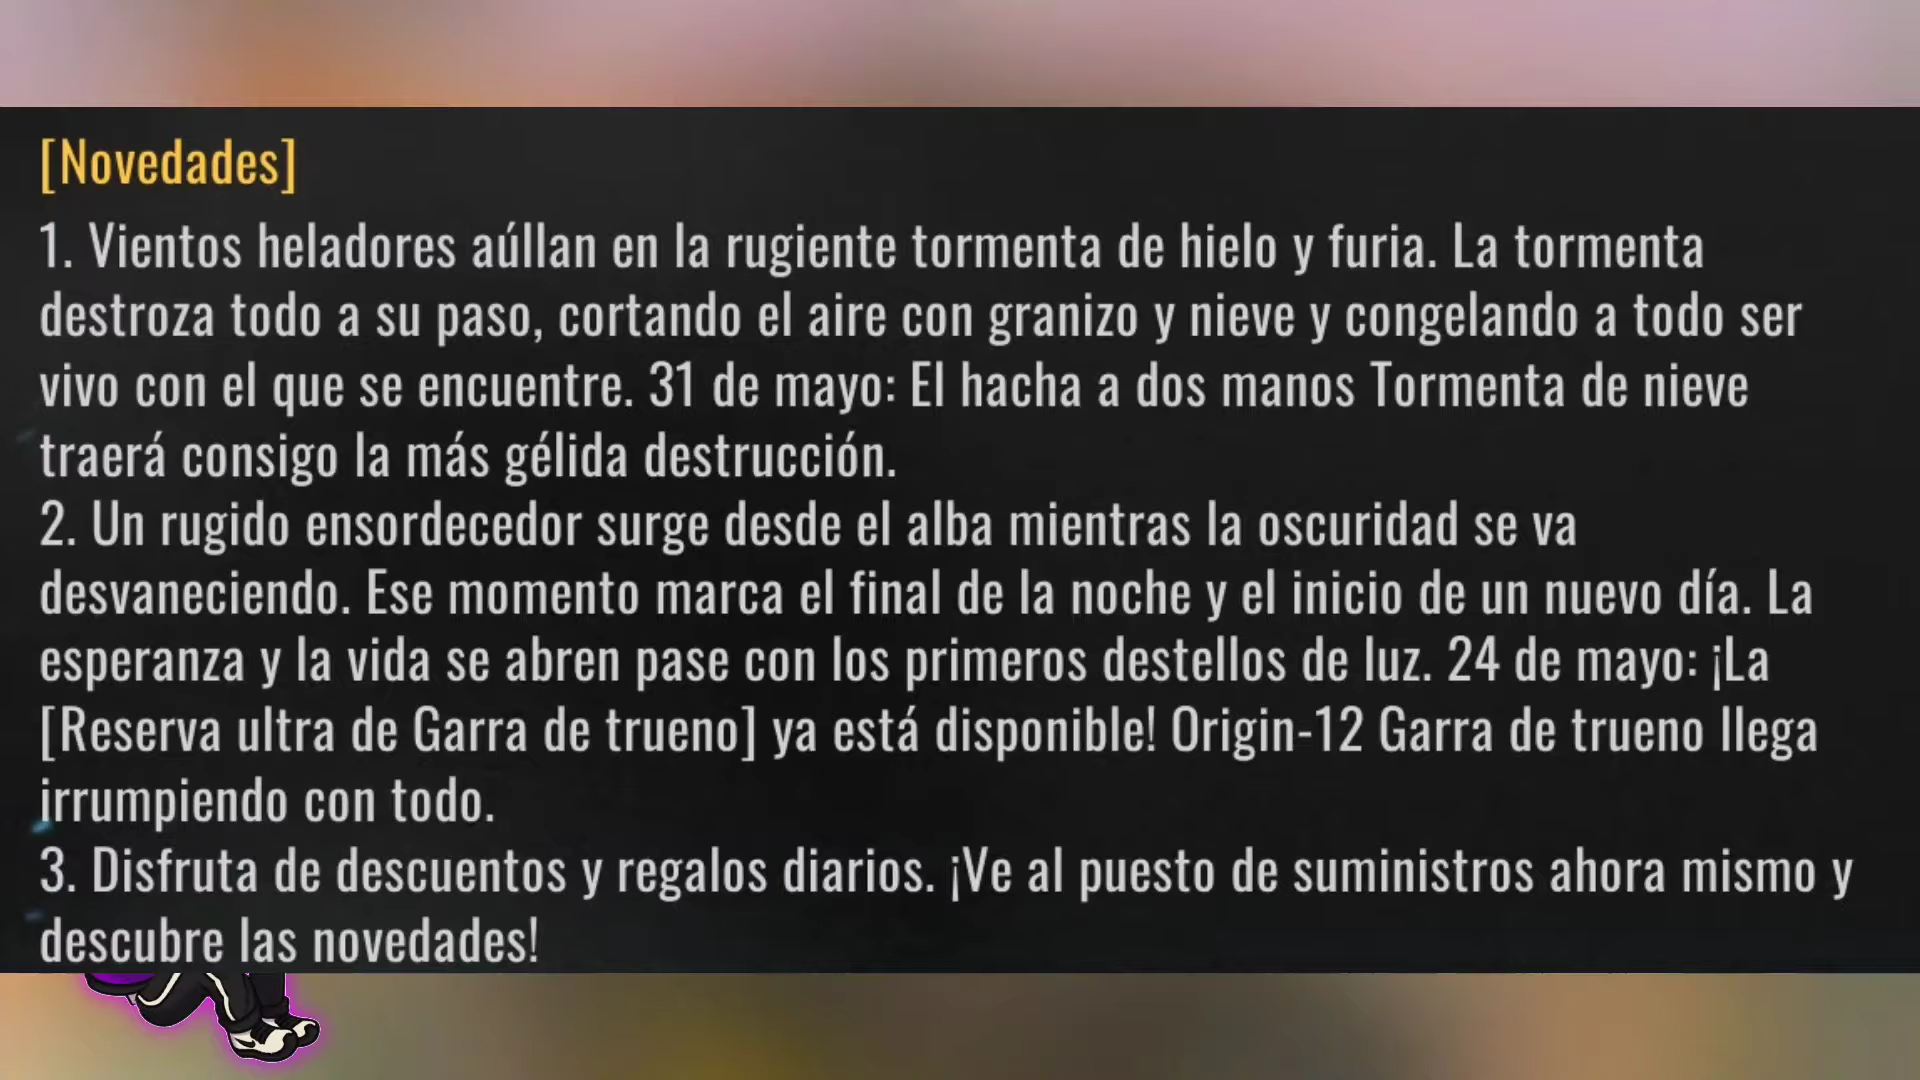 [Novedades]
1. Vientos heladores aúllan en la rugiente tormenta de hielo y furia. La tormenta
destroza todo a su paso, cortando el aire con granizo y nieve y congelando a todo ser
vivo con el que se encuentre. 31 de mayo: El hacha a dos manos Tormenta de nieve
traerá consigo la más gélida destrucción.
2. Un rugido ensordecedor surge desde el alba mientras la oscuridad se va
desvaneciendo. Ese momento marca el final de la noche y el inicio de un nuevo día. La
esperanza y la vida se abren pase con los primeros destellos de luz. 24 de mayo: ¡La
[Reserva ultra de Garra de trueno] ya está disponible! Origin-12 Garra de trueno llega
irrumpiendo con todo.
3. Disfruta de descuentos y regalos diarios. ¡Ve al puesto de suministros ahora mismo y
descubre las novedades!